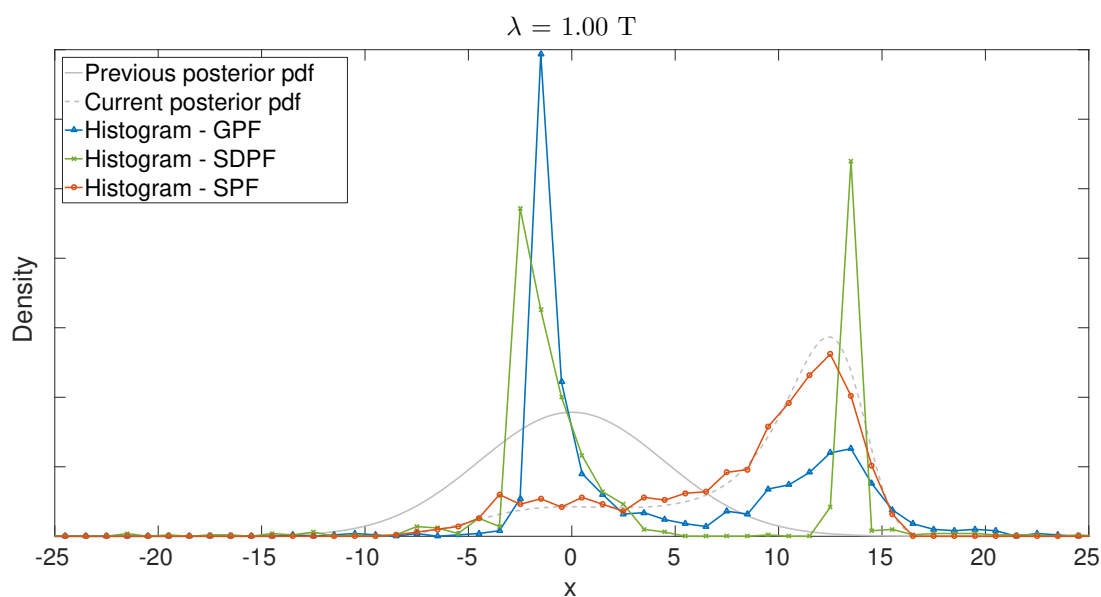 λ = 1.00 T
Previous posterior pdf
Current posterior pdf
Histogram - GPF
Histogram - SDPF
Histogram - SPF
Density
-25 -20 -15 -10 -5 0 5 10 15 20 25
x